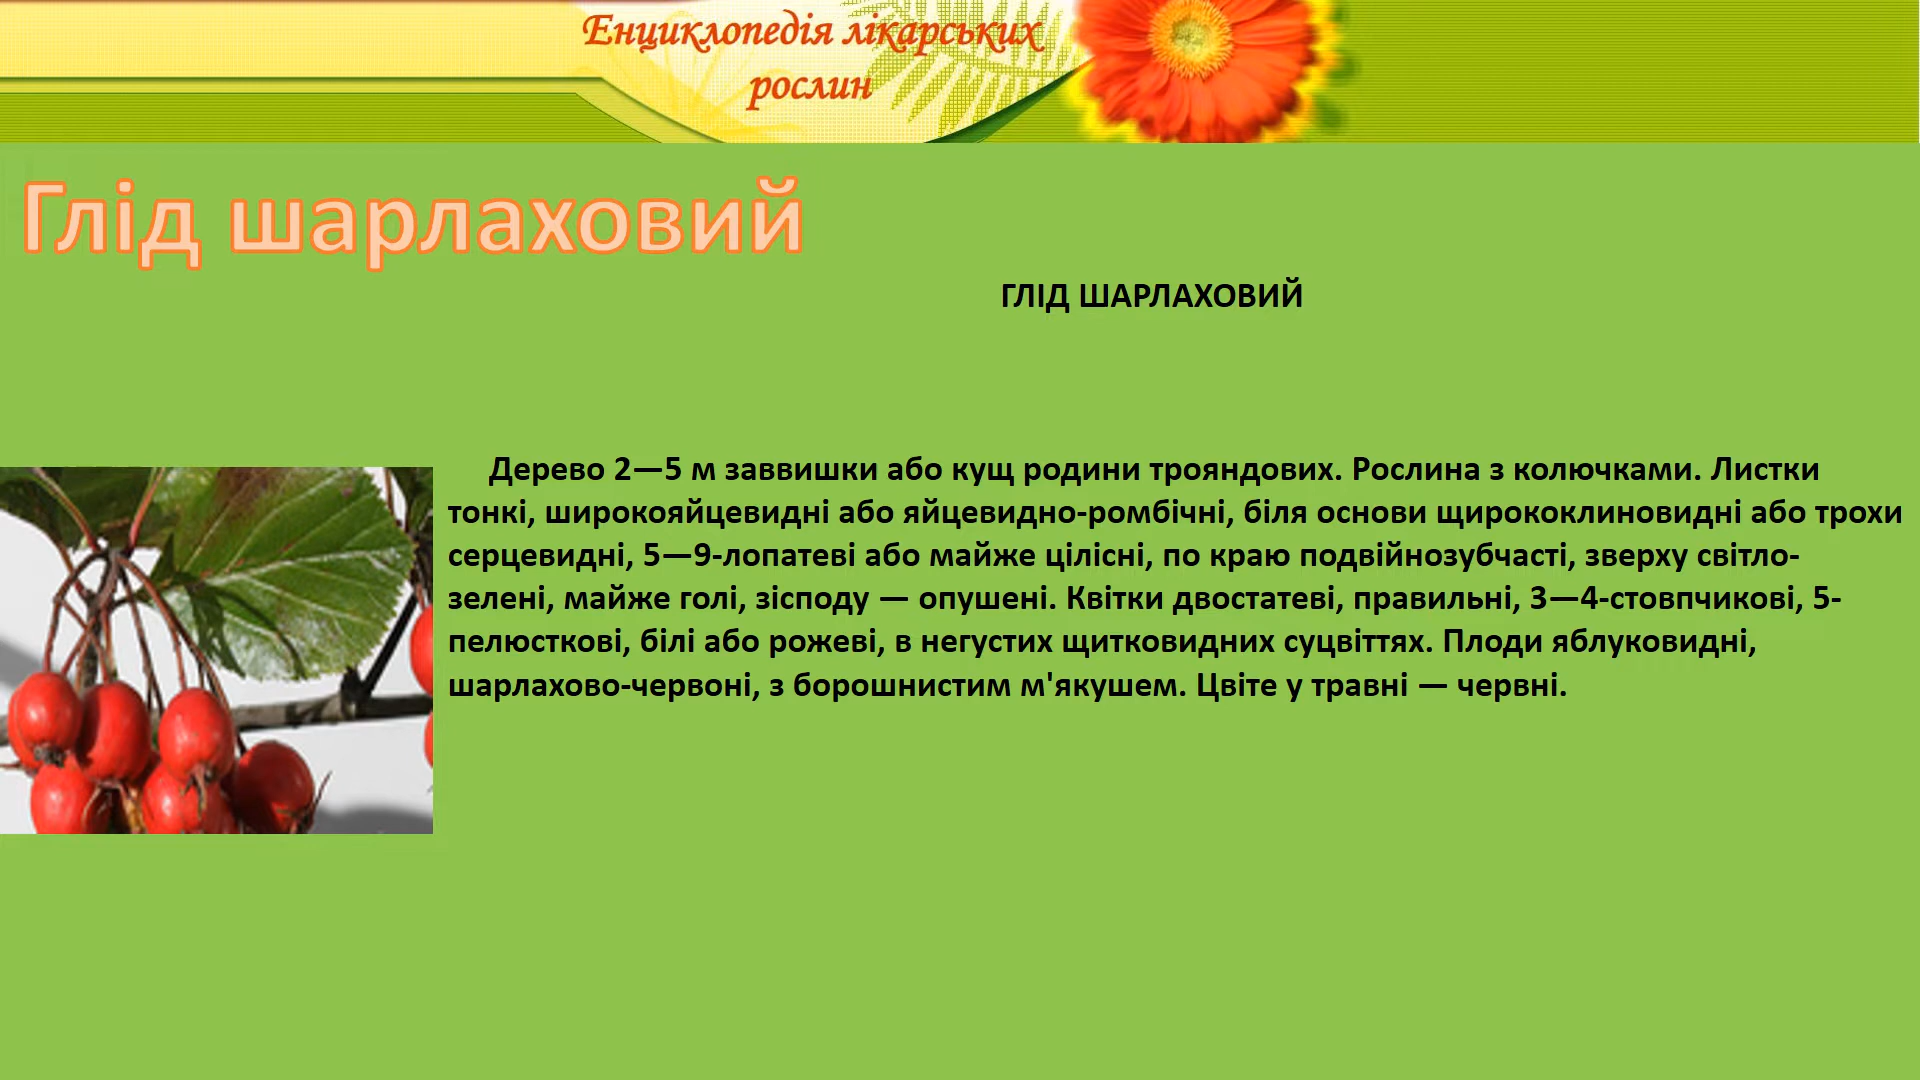 Енциклопедія лікарських
рослин
Глід шарлаховий
ГЛІД ШАРЛАХОВИЙ
Дерево 2—5 м заввишки або кущ родини трояндових. Рослина з колючками. Листки
тонкі, широкояйцевидні або яйцевидно-ромбічні, біля основи щирококлиновидні або трохи
серцевидні, 5—9-лопатеві або майже цілісні, по краю подвійнозубчасті, зверху світло-
зелені, майже голі, зісподу — опушені. Квітки двостатеві, правильні, 3—4-стовпчикові, 5-
пелюсткові, білі або рожеві, в негустих щитковидних суцвіттях. Плоди яблуковидні,
шарлахово-червоні, з борошнистим м'якушем. Цвіте у травні — червні.